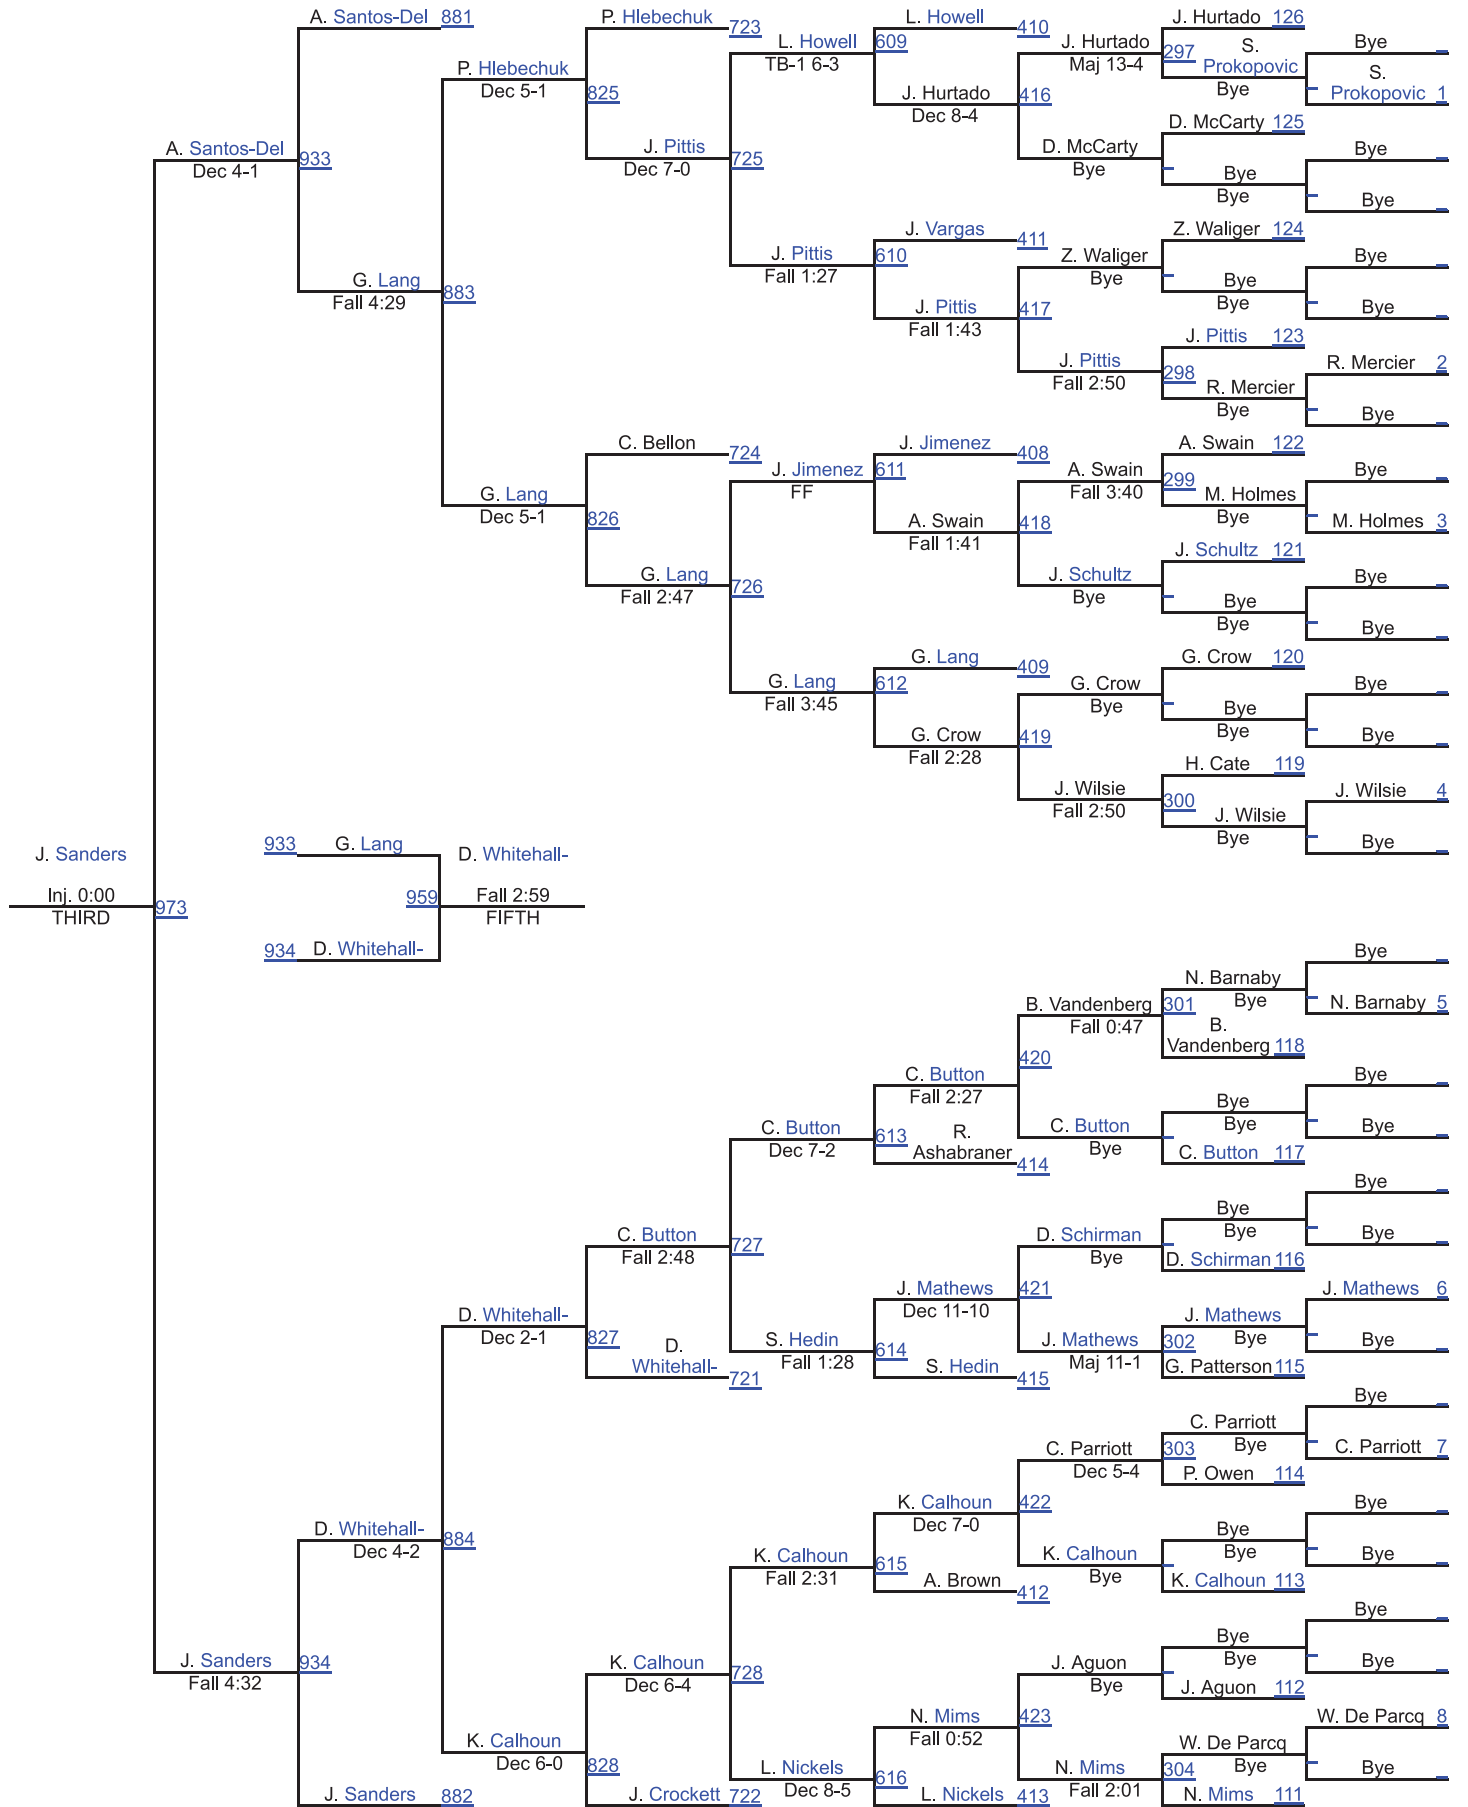 A. Santos-Del 881
P. Hlebechuk 723
L. Howell 410
J. Hurtado 126
L. Howell 609
TB-1 6-3
J. Hurtado
Maj 13-4
297 S.
Prokopovic
Bye
Bye
S.
Prokopovic 1
P. Hlebechuk
Dec 5-1
825
J. Hurtado
Dec 8-4
416
D. McCarty 125
A. Santos-Del
Dec 4-1
933
J. Pittis
Dec 7-0
725
D. McCarty
Bye
Bye
Bye
Bye
Bye
J. Vargas 411
Z. Waliger 124
J. Pittis 610
Fall 1:27
Z. Waliger
Bye
Bye
Bye
Bye
Bye
G. Lang
Fall 4:29
883
J. Pittis
Fall 1:43
417
J. Pittis 123
J. Pittis
Fall 2:50
298
R. Mercier
Bye
R. Mercier 2
Bye
C. Bellon 724
J. Jimenez 408
A. Swain 122
J. Jimenez 611
FF
A. Swain
Fall 3:40
299
M. Holmes
Bye
Bye
M. Holmes 3
G. Lang
Dec 5-1
826
A. Swain
Fall 1:41
418
J. Schultz 121
G. Lang
Fall 2:47
726
J. Schultz
Bye
Bye
Bye
Bye
Bye
G. Lang 409
G. Crow 120
G. Lang 612
Fall 3:45
G. Crow
Bye
Bye
Bye
Bye
Bye
G. Crow
Fall 2:28
419
H. Cate 119
J. Wilsie
Fall 2:50
300
J. Wilsie
Bye
J. Wilsie 4
Bye
J. Sanders
Inj. 0:00
THIRD
973
933 G. Lang
D. Whitehall-
959 Fall 2:59
FIFTH
934 D. Whitehall-
Bye
N. Barnaby
Bye
N. Barnaby 5
B. Vandenberg
Fall 0:47
301
B.
Vandenberg 118
420
C. Button
Fall 2:27
Bye
Bye
Bye
Bye
C. Button
Dec 7-2
613 R.
Ashabraner 414
C. Button
Bye
C. Button 117
Bye
C. Button
Fall 2:48
727
D. Schirman
Bye
Bye
Bye
Bye
D. Schirman 116
J. Mathews
Dec 11-10
421
J. Mathews 6
D. Whitehall-
Dec 2-1
827
D.
Whitehall- 721
S. Hedin
Fall 1:28
614
S. Hedin 415
J. Mathews
Maj 11-1
J. Mathews
302 Bye
G. Patterson 115
Bye
Bye
C. Parriott
Dec 5-4
C. Parriott
303 Bye
P. Owen 114
C. Parriott 7
D. Whitehall-
Dec 4-2
884
K. Calhoun
Dec 7-0
422
Bye
Bye
Bye
Bye
K. Calhoun
Fall 2:31
615
A. Brown 412
K. Calhoun
Bye
K. Calhoun 113
Bye
J. Sanders
Fall 4:32
934
K. Calhoun
Dec 6-4
728
J. Aguon
Bye
Bye
Bye
Bye
J. Aguon 112
N. Mims
Fall 0:52
423
W. De Parcq 8
K. Calhoun
Dec 6-0
828
L. Nickels
Dec 8-5
616
N. Mims
Fall 2:01
W. De Parcq
304 Bye
Bye
J. Sanders 882
J. Crockett 722
L. Nickels 413
N. Mims 111